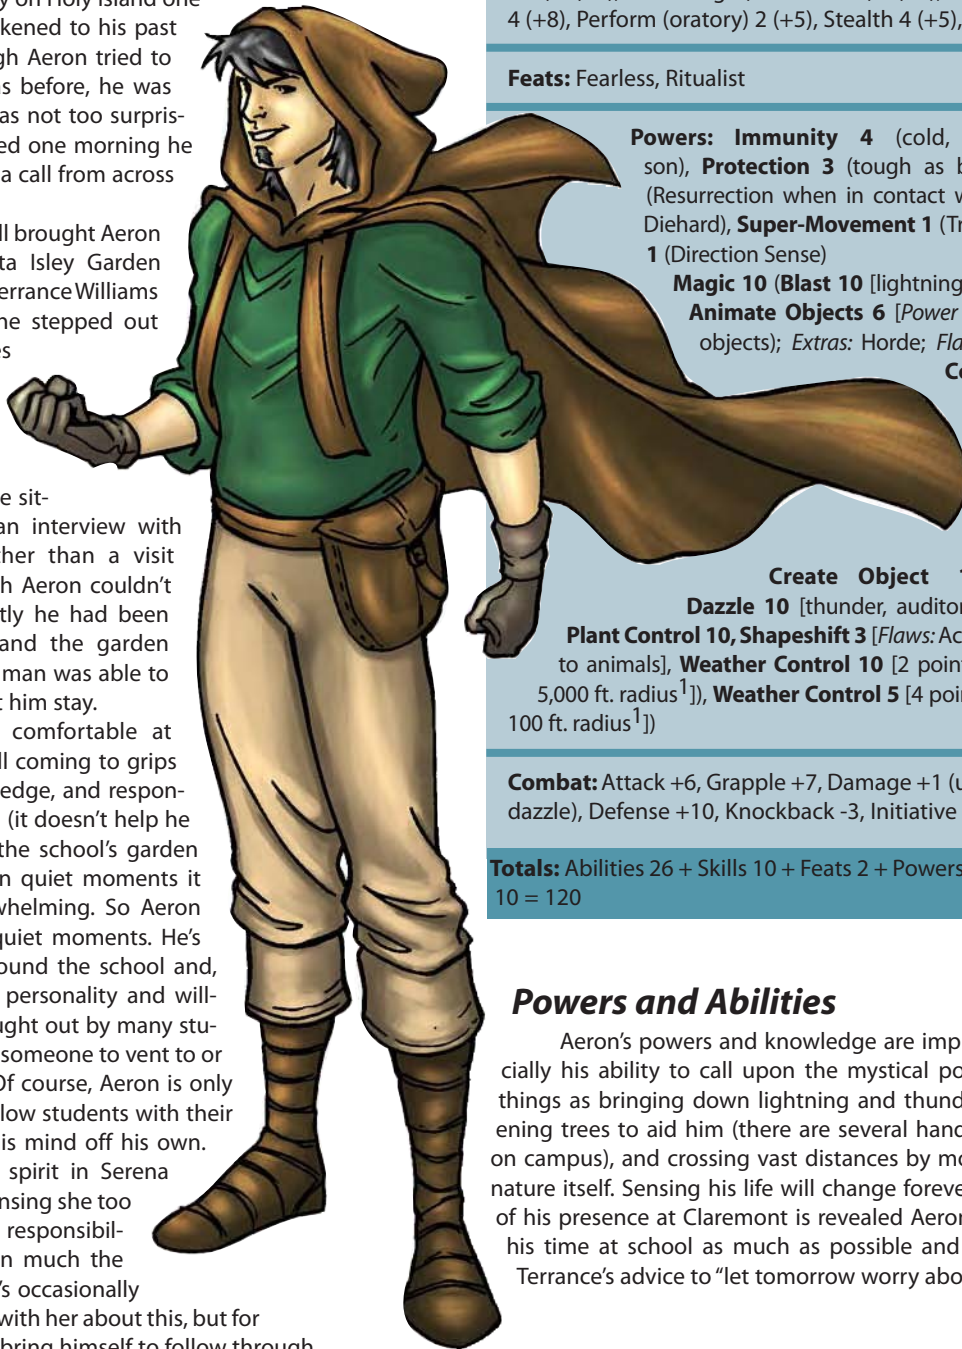 y on Holy Island one
kened to his past
gh Aeron tried to
as before, he was
as not too surpris-
ed one morning he
a call from across
ll brought Aeron
ta Isley Garden
errance Williams
he stepped out
es
e sit-
an interview with
ther than a visit
h Aeron couldn't
tly he had been
and the garden
man was able to
t him stay.
comfortable at
ll coming to grips
edge, and respon-
(it doesn't help he
the school's garden
n quiet moments it
whelming. So Aeron
quiet moments. He's
ound the school and,
personality and will-
ught out by many stu-
someone to vent to or
Of course, Aeron is only
low students with their
is mind off his own.
spirit in Serena
nsing she too
responsibil-
n much the
's occasionally
with her about this, but for
bring himself to follow through
4 (+8), Perform (oratory) 2 (+5), Stealth 4 (+5),
Feats: Fearless, Ritualist
Powers: Immunity 4 (cold,
son), Protection 3 (tough as b
(Resurrection when in contact w
Diehard), Super-Movement 1 (Tr
1 (Direction Sense)
Magic 10 (Blast 10 [lightning
Animate Objects 6 [Power
objects); Extras: Horde; Fla
Co
Create Object 1
Dazzle 10 [thunder, auditor
Plant Control 10, Shapeshift 3 [Flaws: Ac
to animals], Weather Control 10 [2 poin
5,000 ft. radius1]), Weather Control 5 [4 poi
100 ft. radius1])
Combat: Attack +6, Grapple +7, Damage +1 (u
dazzle), Defense +10, Knockback -3, Initiative
Totals: Abilities 26 + Skills 10 + Feats 2 + Powers
10 = 120
Powers and Abilities
Aeron's powers and knowledge are imp
cially his ability to call upon the mystical po
things as bringing down lightning and thund
ening trees to aid him (there are several hand
on campus), and crossing vast distances by mo
nature itself. Sensing his life will change foreve
of his presence at Claremont is revealed Aeron
his time at school as much as possible and
Terrance's advice to "let tomorrow worry abo